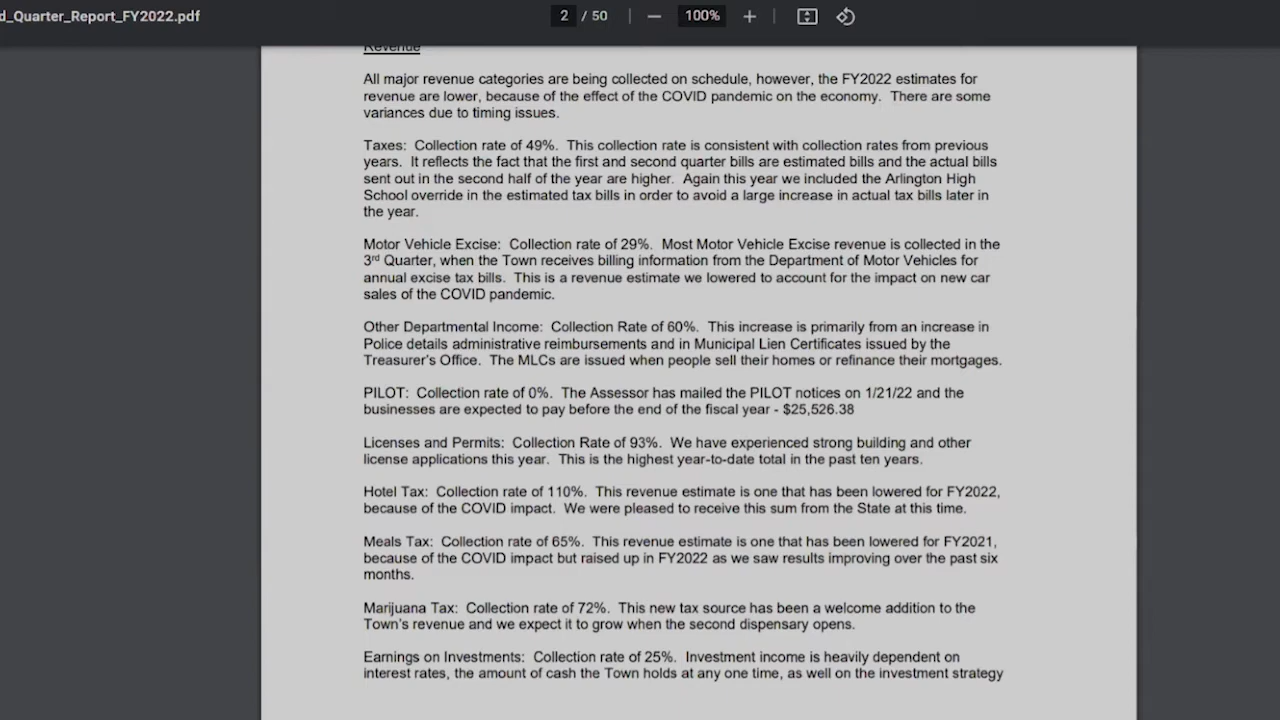 d_Quarter_Report_FY2022.pdf
2 / 50
100%
Revenue
All major revenue categories are being collected on schedule, however, the FY2022 estimates for
revenue are lower, because of the effect of the COVID pandemic on the economy.  There are some
variances due to timing issues.
Taxes:  Collection rate of 49%.  This collection rate is consistent with collection rates from previous
years.  It reflects the fact that the first and second quarter bills are estimated bills and the actual bills
sent out in the second half of the year are higher.  Again this year we included the Arlington High
School override in the estimated tax bills in order to avoid a large increase in actual tax bills later in
the year.
Motor Vehicle Excise:  Collection rate of 29%.  Most Motor Vehicle Excise revenue is collected in the
3rd Quarter, when the Town receives billing information from the Department of Motor Vehicles for
annual excise tax bills.  This is a revenue estimate we lowered to account for the impact on new car
sales of the COVID pandemic.
Other Departmental Income:  Collection Rate of 60%.  This increase is primarily from an increase in
Police details administrative reimbursements and in Municipal Lien Certificates issued by the
Treasurer's Office.  The MLCs are issued when people sell their homes or refinance their mortgages.
PILOT:  Collection rate of 0%.  The Assessor has mailed the PILOT notices on 1/21/22 and the
businesses are expected to pay before the end of the fiscal year - $25,526.38
Licenses and Permits:  Collection Rate of 93%.  We have experienced strong building and other
license applications this year.  This is the highest year-to-date total in the past ten years.
Hotel Tax:  Collection rate of 110%.  This revenue estimate is one that has been lowered for FY2022,
because of the COVID impact.  We were pleased to receive this sum from the State at this time.
Meals Tax:  Collection rate of 65%.  This revenue estimate is one that has been lowered for FY2021,
because of the COVID impact but raised up in FY2022 as we saw results improving over the past six
months.
Marijuana Tax:  Collection rate of 72%.  This new tax source has been a welcome addition to the
Town's revenue and we expect it to grow when the second dispensary opens.
Earnings on Investments:  Collection rate of 25%.  Investment income is heavily dependent on
interest rates, the amount of cash the Town holds at any one time, as well on the investment strategy